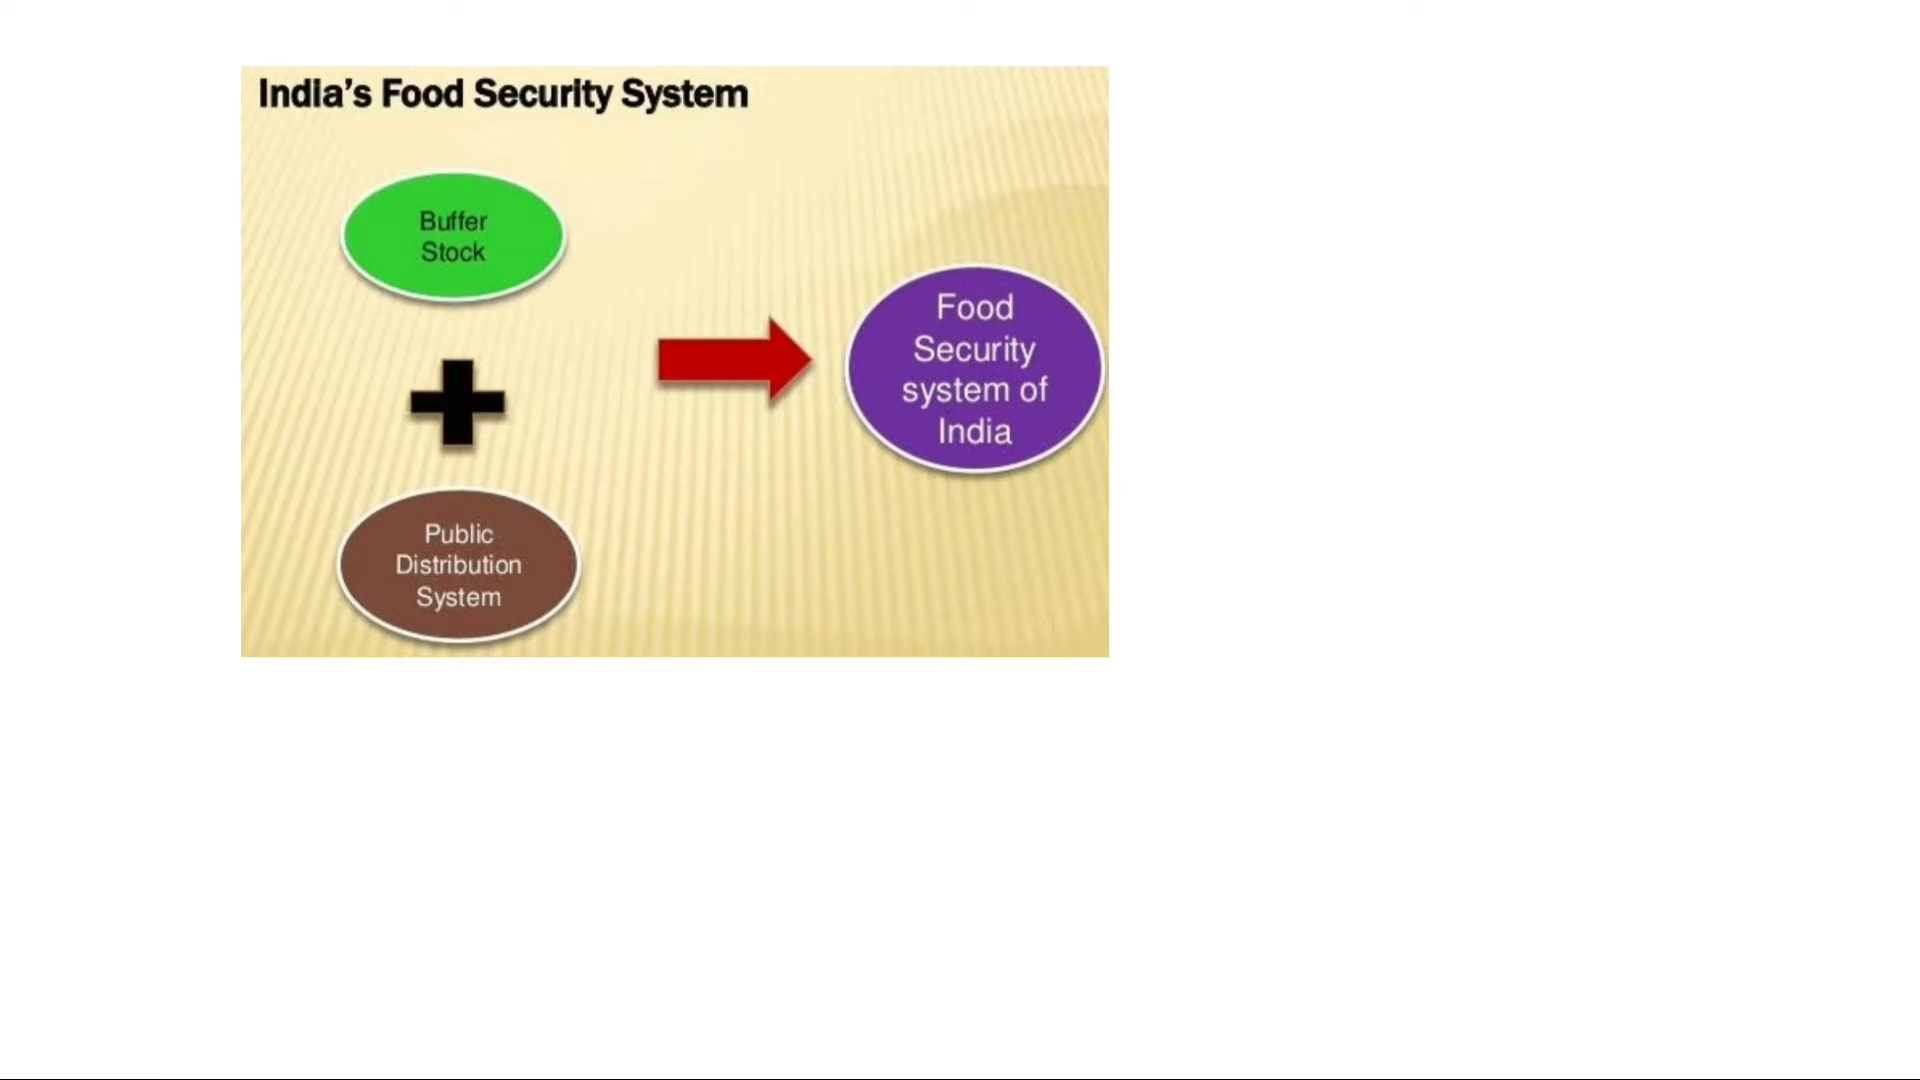 India's Food Security System
Buffer
Stock
Public
Distribution
System
Food
Security
system of
India